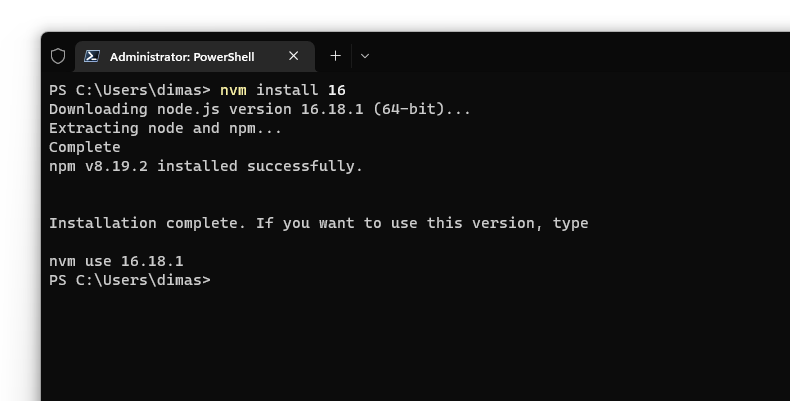 Administrator: PowerShell
PS C:\Users\dimas> nvm install 16
Downloading node.js version 16.18.1 (64-bit)...
Extracting node and npm...
Complete
npm v8.19.2 installed successfully.
Installation complete. If you want to use this version, type
nvm use 16.18.1
PS C:\Users\dimas>